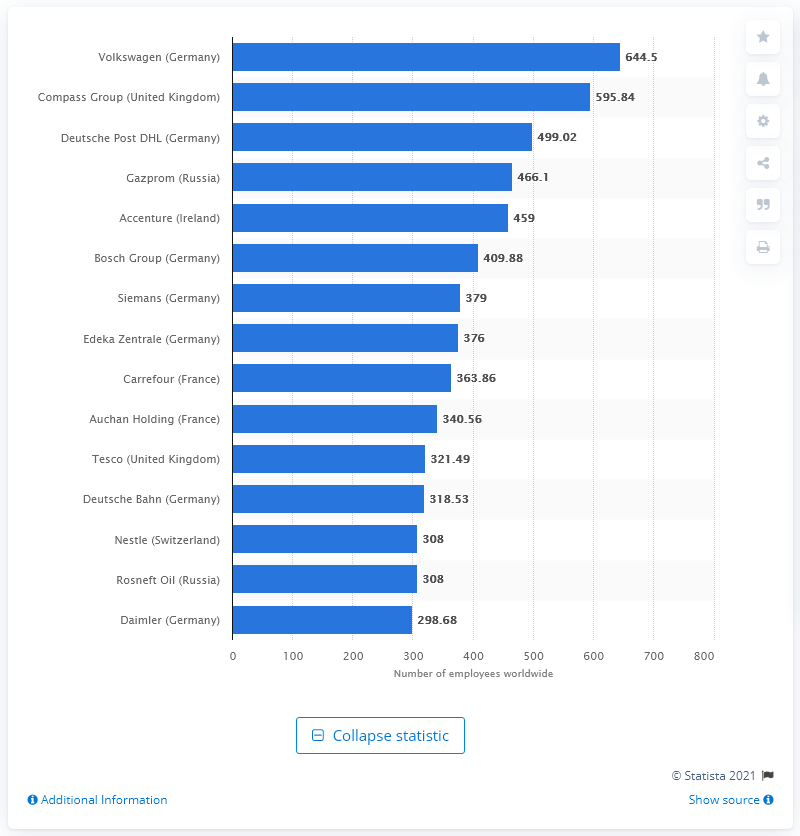 Volkswagen (Germany) 644.5
Compass Group (United Kingdom) 595.84
Deutsche Post DHL (Germany) 499.02
Gazprom (Russia) 466.1
Accenture (Ireland) 459
Bosch Group (Germany) 409.88
Siemans (Germany) 379
Edeka Zentrale (Germany) 376
Carrefour (France) 363.86
Auchan Holding (France) 340.56
Tesco (United Kingdom) 321.49
Deutsche Bahn (Germany) 318.53
Nestle (Switzerland) 308
Rosneft Oil (Russia) 308
Daimler (Germany) 298.68
0 100 200 300 400 500 600 700 800
Number of employees worldwide
Collapse statistic
© Statista 2021
Additional Information
Show source